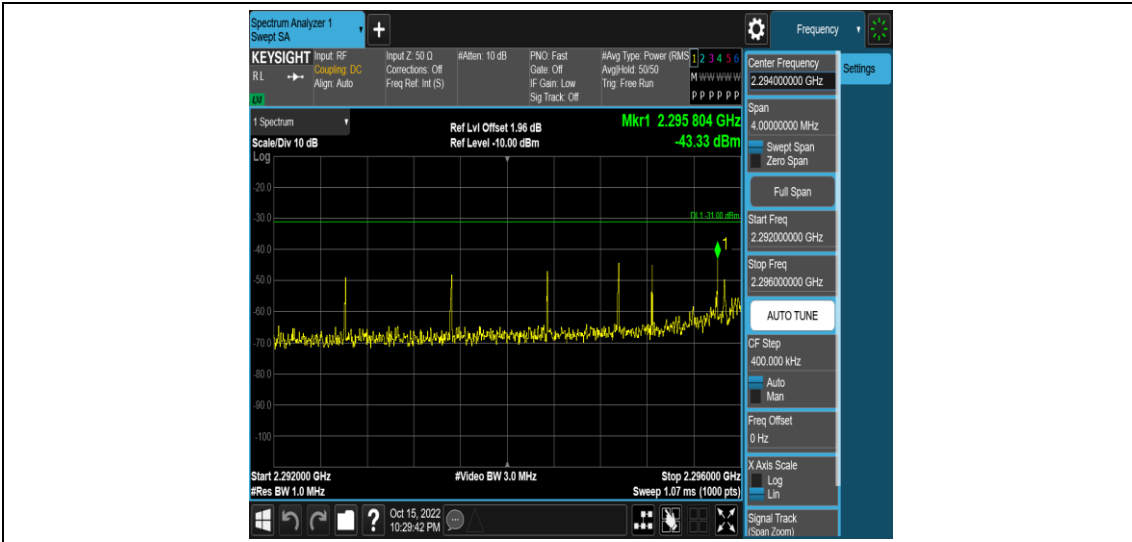 Spectrum Analyzer 1
Swept SA
+
Frequency
KEYSIGHT
RL
LXI
Input: RF
Coupling: DC
Align: Auto
Input Z: 50 Ω
Corrections: Off
Freq Ref: Int (S)
#Atten: 10 dB
PNO: Fast
Gate: Off
IF Gain: Low
Sig Track: Off
#Avg Type: Power (RMS
Avg|Hold: 50/50
Trig: Free Run
1 2 3 4 5 6
M W W W W W
P P P P P P
1 Spectrum
Scale/Div 10 dB
Log
Ref Lvl Offset 1.96 dB
Ref Level -10.00 dBm
Mkr1 2.295 804 GHz
-43.33 dBm
-20.0
-30.0
DL1 -31.00 dBm
-40.0
1
-50.0
-60.0
-70.0
-80.0
-90.0
-100
Start 2.292000 GHz
#Res BW 1.0 MHz
#Video BW 3.0 MHz
Stop 2.296000 GHz
Sweep 1.07 ms (1000 pts)
?
Oct 15, 2022
10:29:42 PM
Center Frequency
2.294000000 GHz
Settings
Span
4.00000000 MHz
Swept Span
Zero Span
Full Span
Start Freq
2.292000000 GHz
Stop Freq
2.296000000 GHz
AUTO TUNE
CF Step
400.000 kHz
Auto
Man
Freq Offset
0 Hz
X Axis Scale
Log
Lin
Signal Track
(Span Zoom)